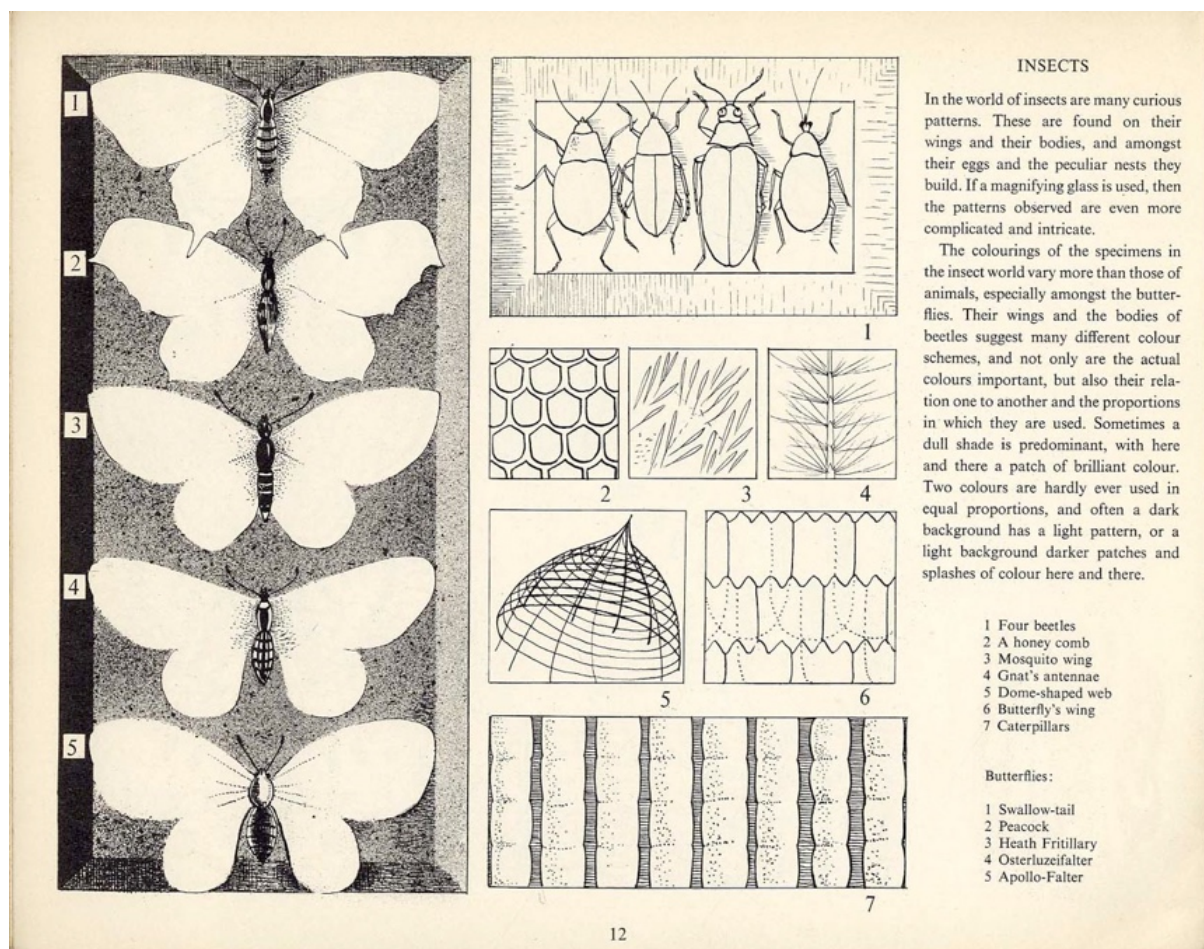 1
2
3
4
5
1
2
3
4
5
6
7
INSECTS
In the world of insects are many curious
patterns. These are found on their
wings and their bodies, and amongst
their eggs and the peculiar nests they
build. If a magnifying glass is used, then
the patterns observed are even more
complicated and intricate.
The colourings of the specimens in
the insect world vary more than those of
animals, especially amongst the butter-
flies. Their wings and the bodies of
beetles suggest many different colour
schemes, and not only are the actual
colours important, but also their rela-
tion one to another and the proportions
in which they are used. Sometimes a
dull shade is predominant, with here
and there a patch of brilliant colour.
Two colours are hardly ever used in
equal proportions, and often a dark
background has a light pattern, or a
light background darker patches and
splashes of colour here and there.
1 Four beetles
2 A honey comb
3 Mosquito wing
4 Gnat's antennae
5 Dome-shaped web
6 Butterfly's wing
7 Caterpillars
Butterflies:
1 Swallow-tail
2 Peacock
3 Heath Fritillary
4 Osterluzeifalter
5 Apollo-Falter
12